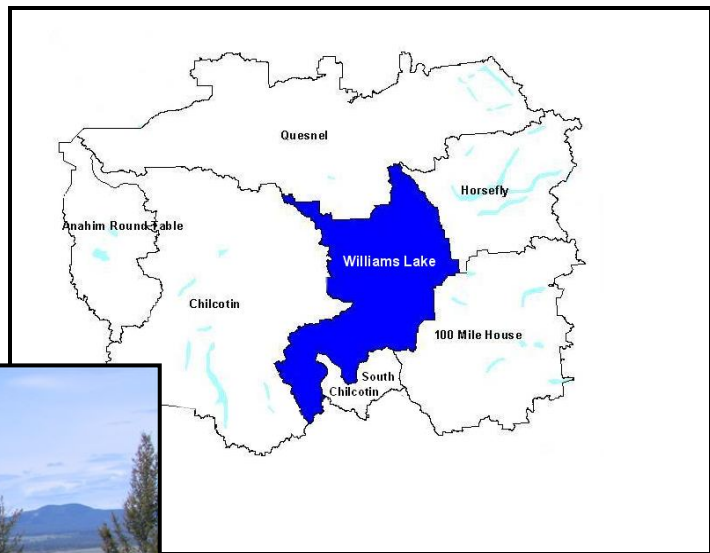 Quesnel
Horsefly
Anahim Round Table
Williams Lake
Chilcotin
100 Mile House
South
Chilcotin